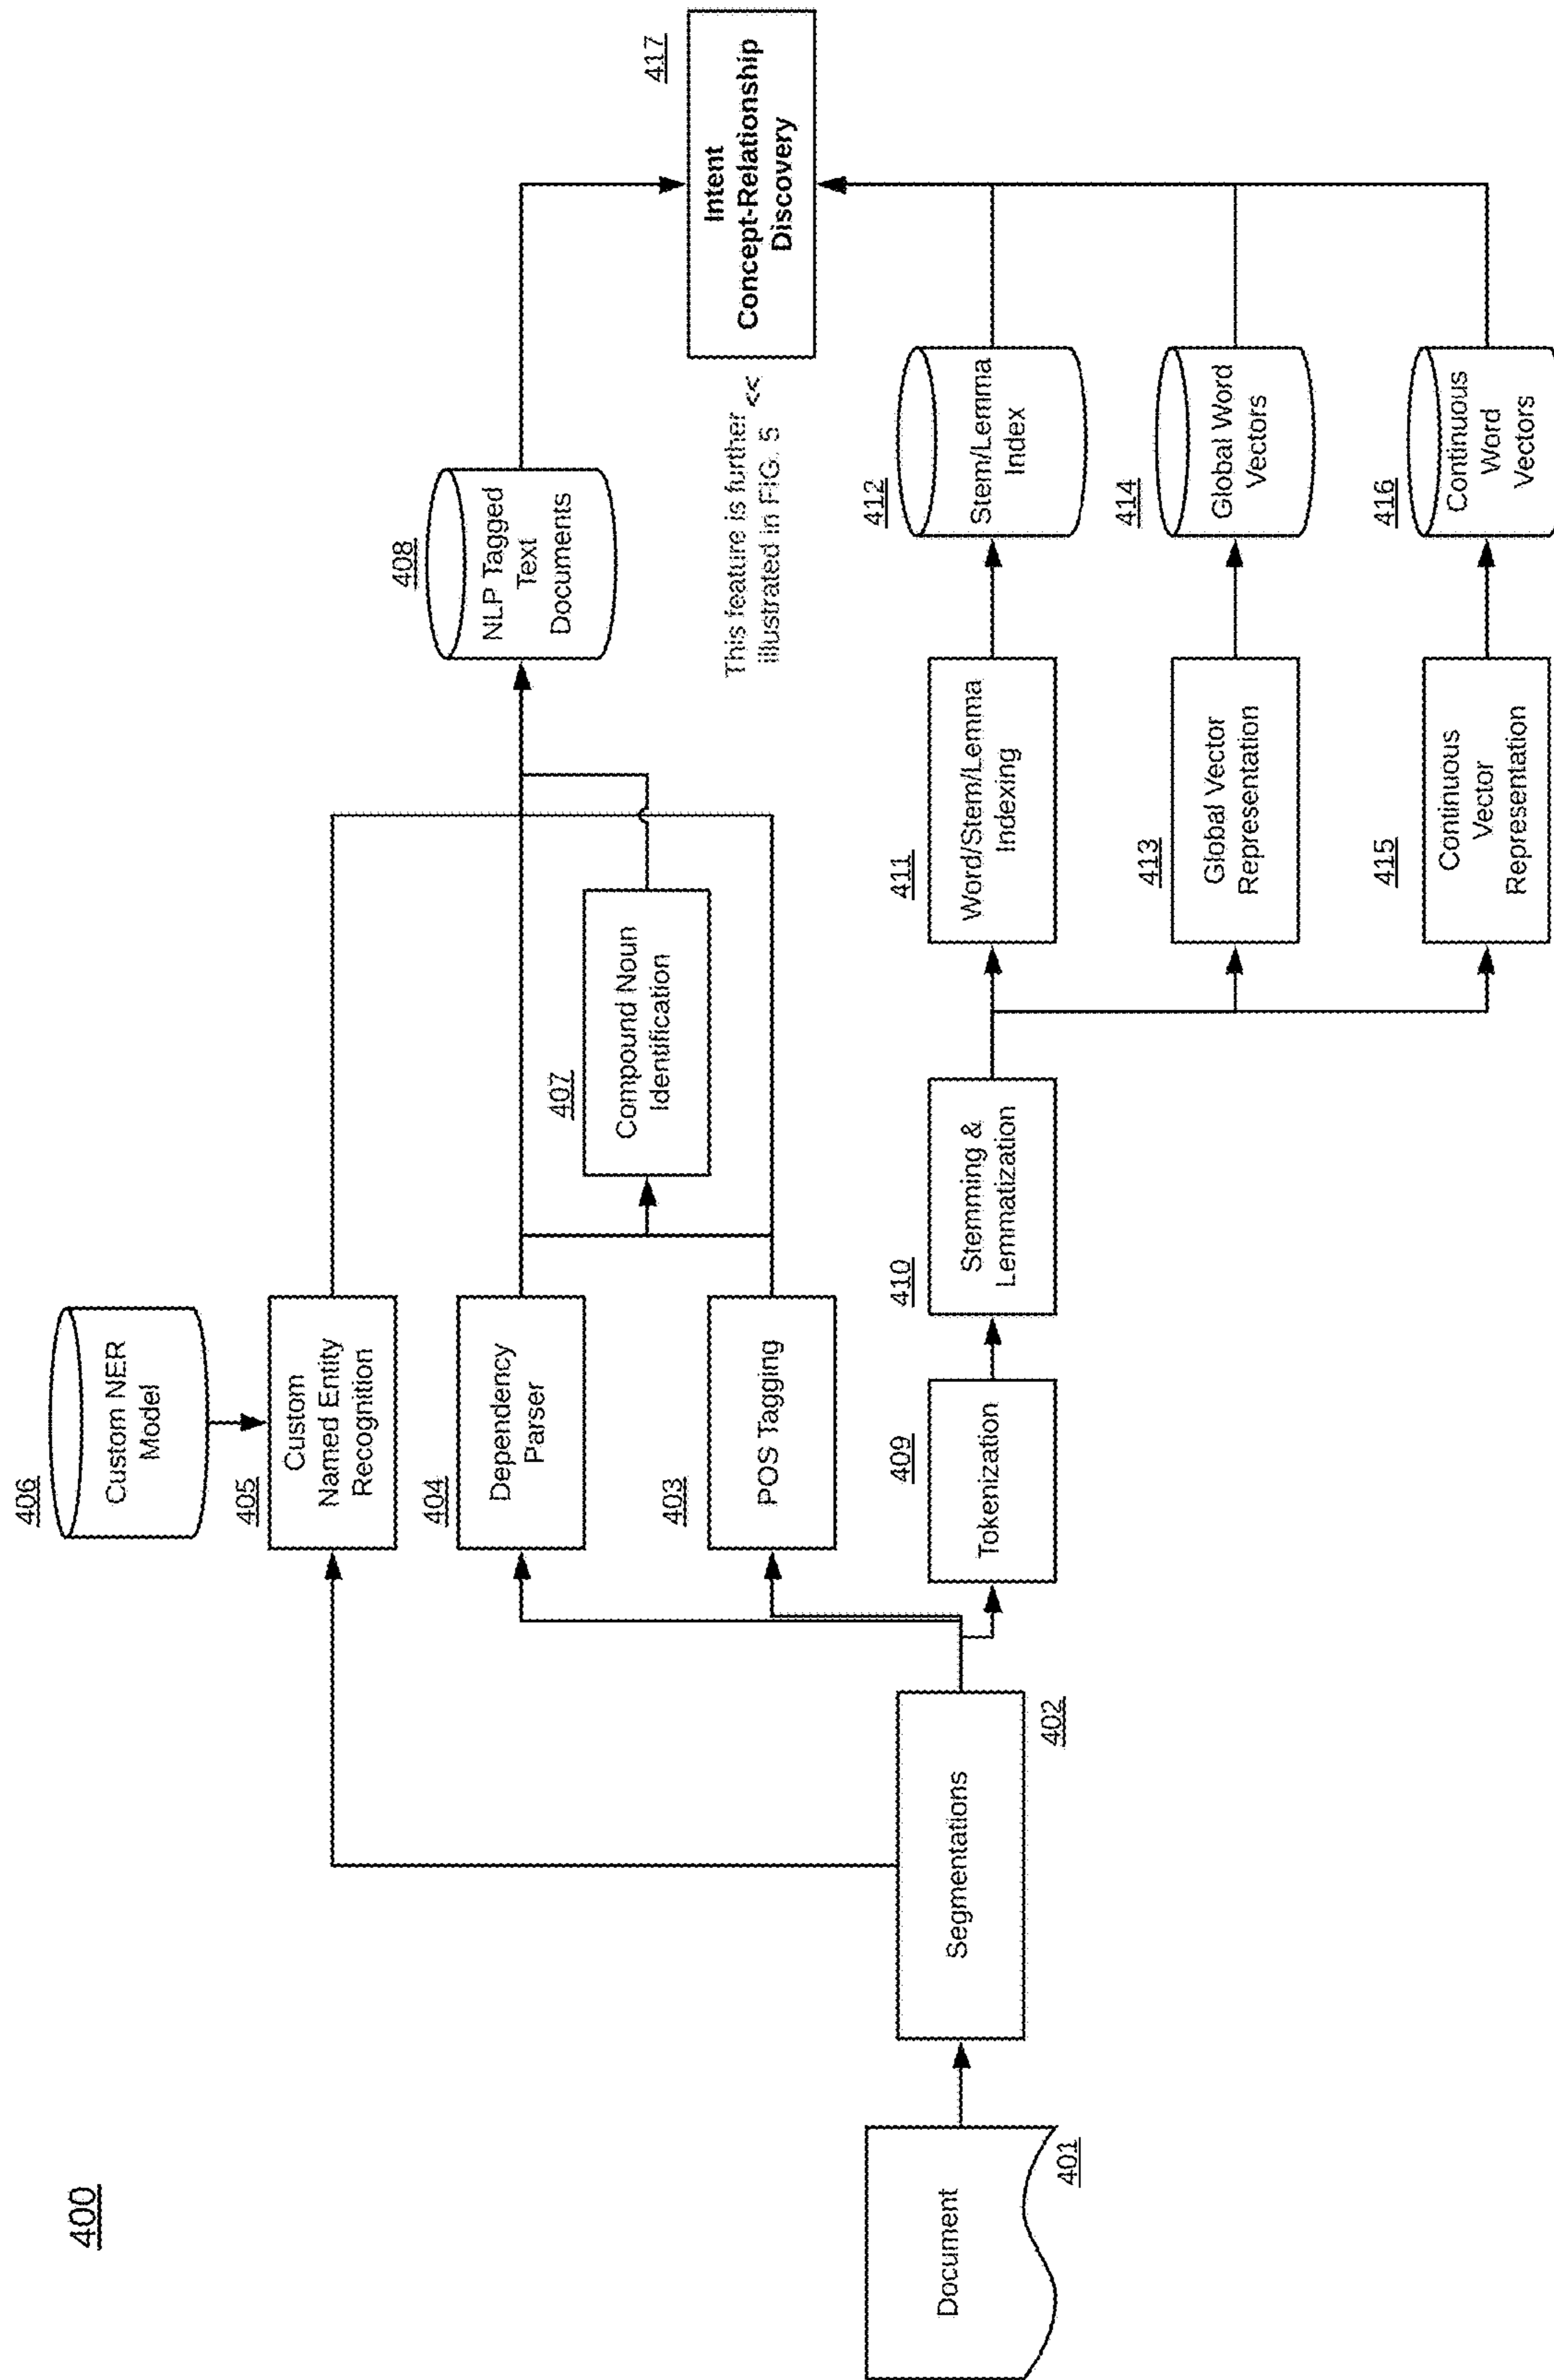 400
Document
401
Segmentations
402
406
Custom NER
Model
405
Custom
Named Entity
Recognition
404
Dependency
Parser
403
POS Tagging
409
Tokenization
410
Stemming &
Lemmatization
407
Compound Noun
Identification
408
NLP Tagged
Text
Documents
411
Word/Stem/Lemma
Indexing
412
Stem/Lemma
Index
413
Global Vector
Representation
414
Global Word
Vectors
415
Continuous
Vector
Representation
416
Continuous
Word
Vectors
This feature is further
illustrated in FIG. 5 <<
417
Intent
Concept-Relationship
Discovery